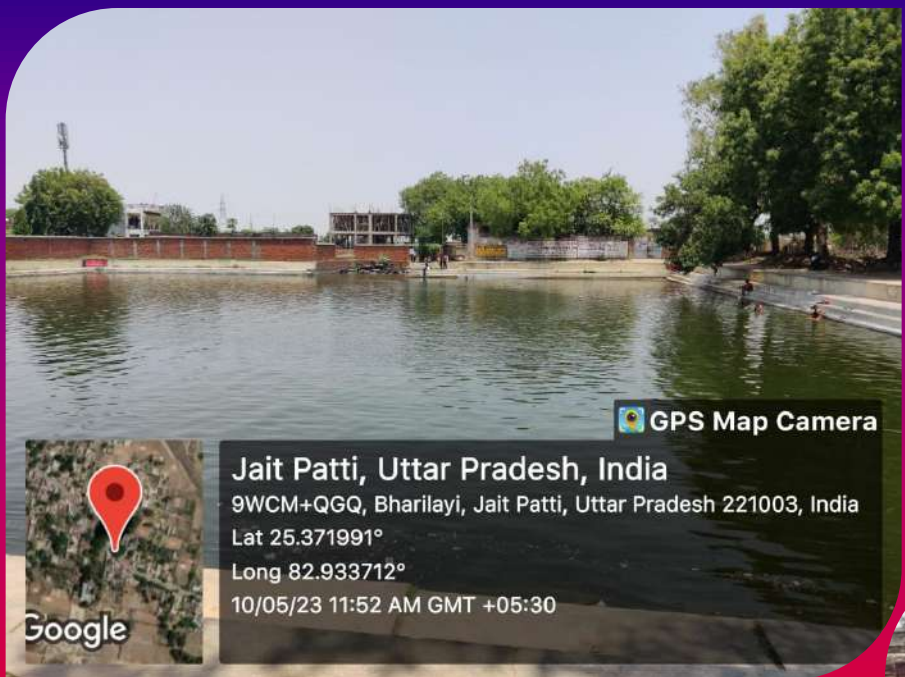 GPS Map Camera
Jait Patti, Uttar Pradesh, India
9WCM+QGQ, Bharilayi, Jait Patti, Uttar Pradesh 221003, India
Lat 25.371991°
Long 82.933712°
10/05/23 11:52 AM GMT +05:30
Google